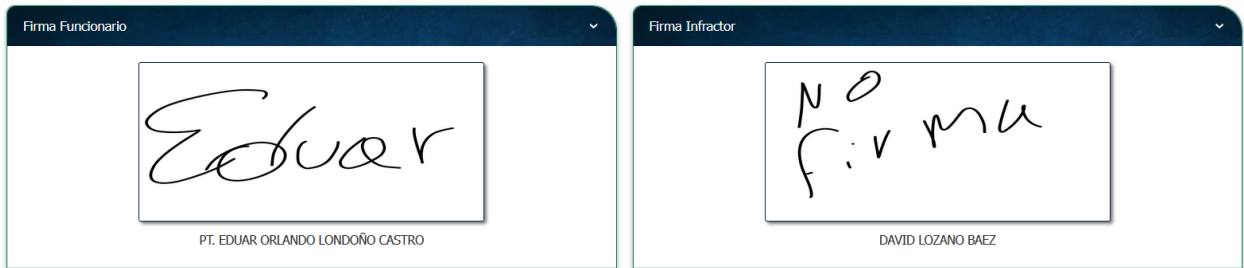 Firma Funcionario
Eduar
PT. EDUAR ORLANDO LONDOÑO CASTRO
Firma Infractor
NO
firma
DAVID LOZANO BAEZ